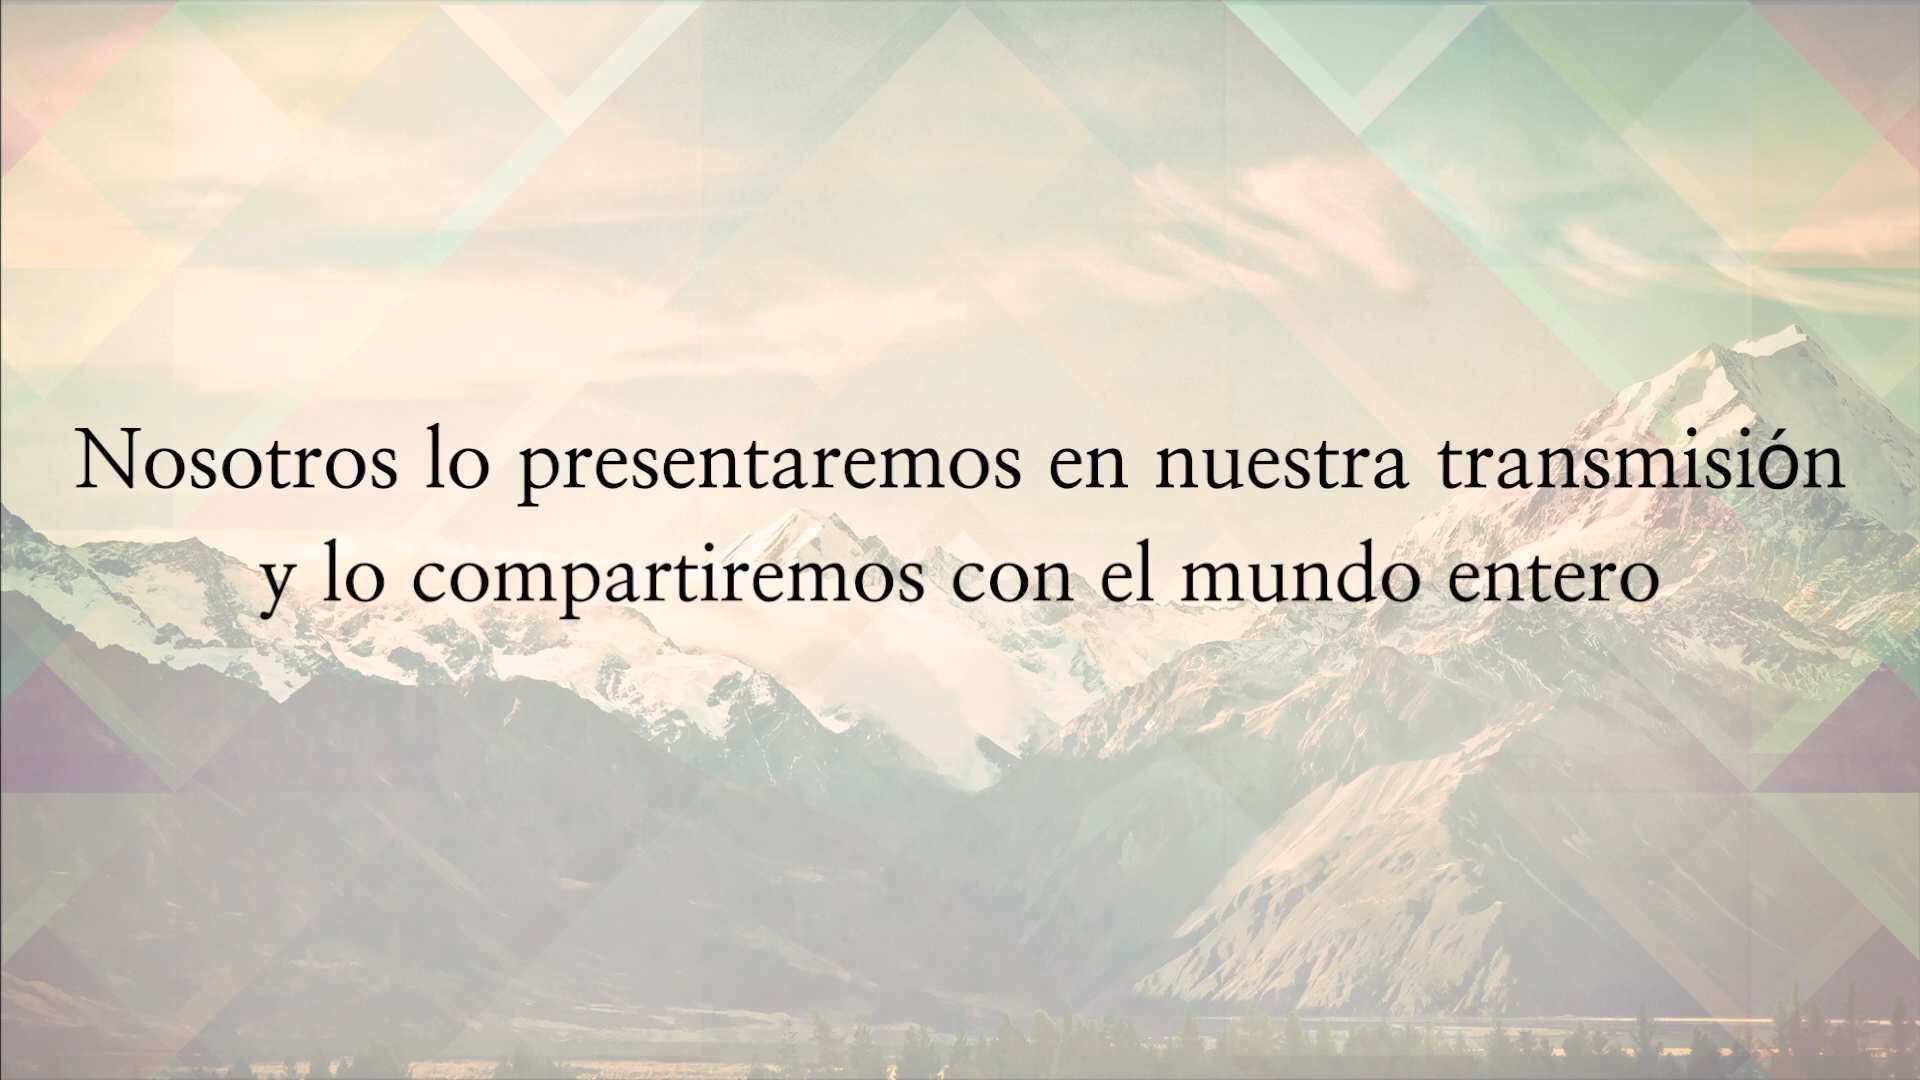 Nosotros lo presentaremos en nuestra transmisión
y lo compartiremos con el mundo entero